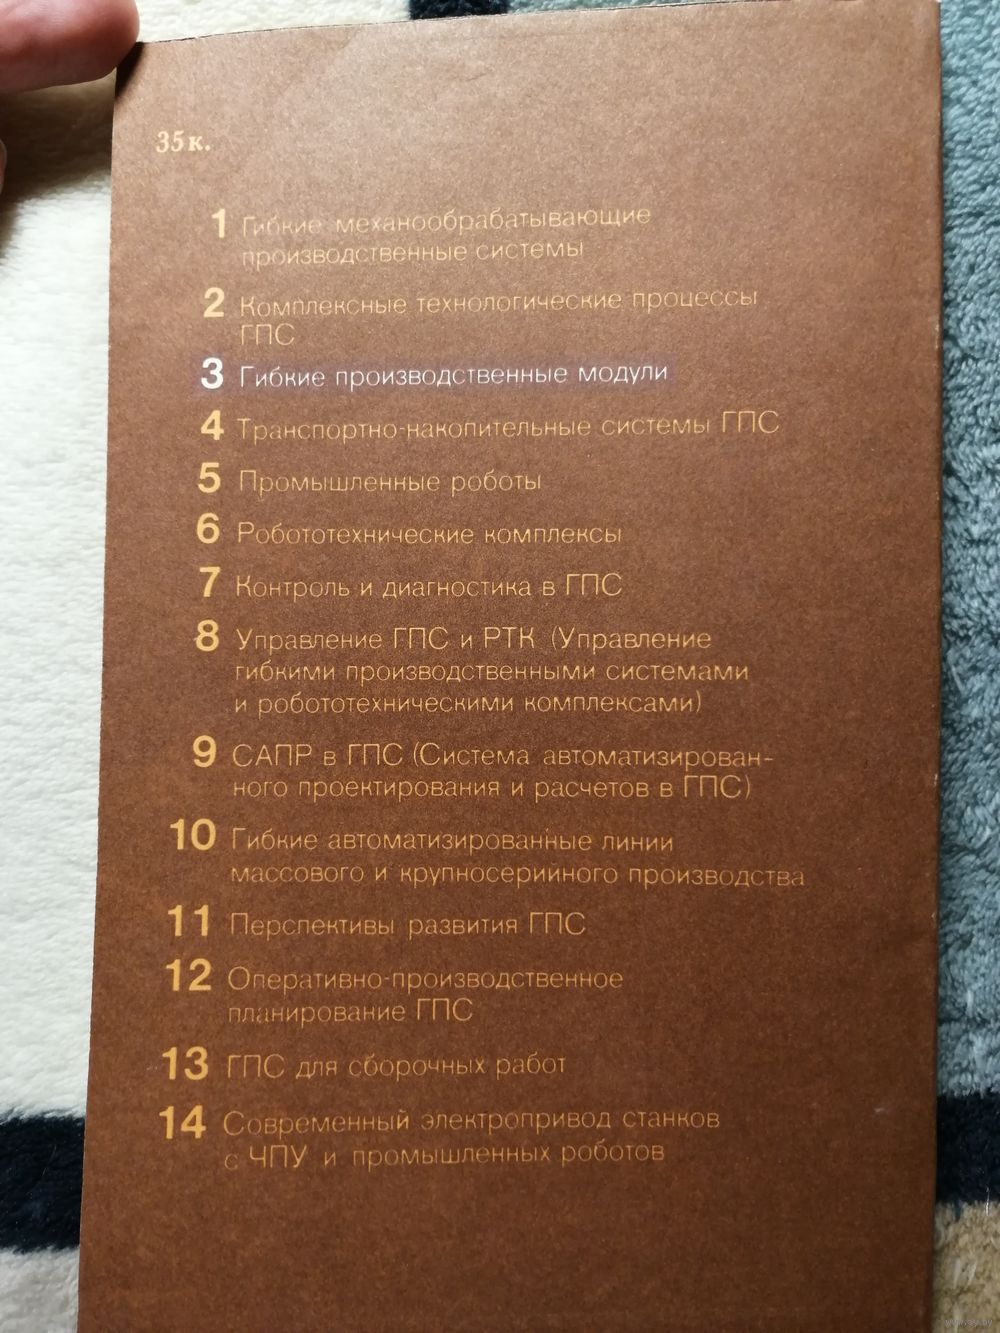 35 к.
1 Гибкие механообрабатывающие
производственные системы
2 Комплексные технологические процессы
ГПС
3 Гибкие производственные модули
4 Транспортно-накопительные системы ГПС
5 Промышленные роботы
6 Робототехнические комплексы
7 Контроль и диагностика в ГПС
8 Управление ГПС и РТК (Управление
гибкими производственными системами
и робототехническими комплексами)
9 САПР в ГПС (Система автоматизирован-
ного проектирования и расчетов в ГПС)
10 Гибкие автоматизированные линии
массового и крупносерийного производства
11 Перспективы развития ГПС
12 Оперативно-производственное
планирование ГПС
13 ГПС для сборочных работ
14 Современный электропривод станков
с ЧПУ и промышленных роботов